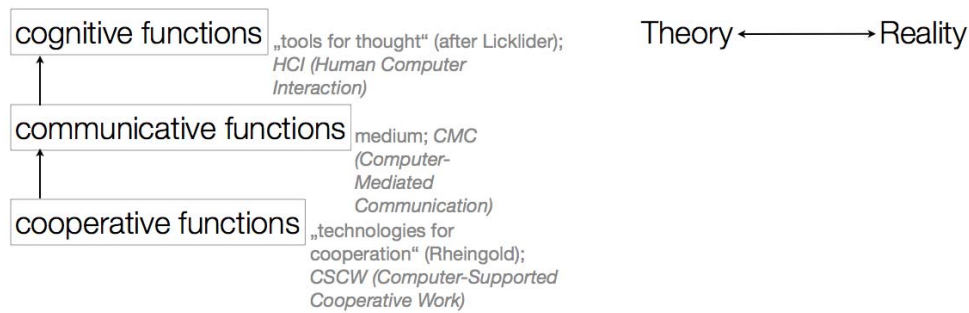 cognitive functions
„tools for thought“ (after Licklider);
HCI (Human Computer
Interaction)
communicative functions
medium; CMC
(Computer-
Mediated
Communication)
cooperative functions
„technologies for
cooperation“ (Rheingold);
CSCW (Computer-Supported
Cooperative Work)
Theory Reality